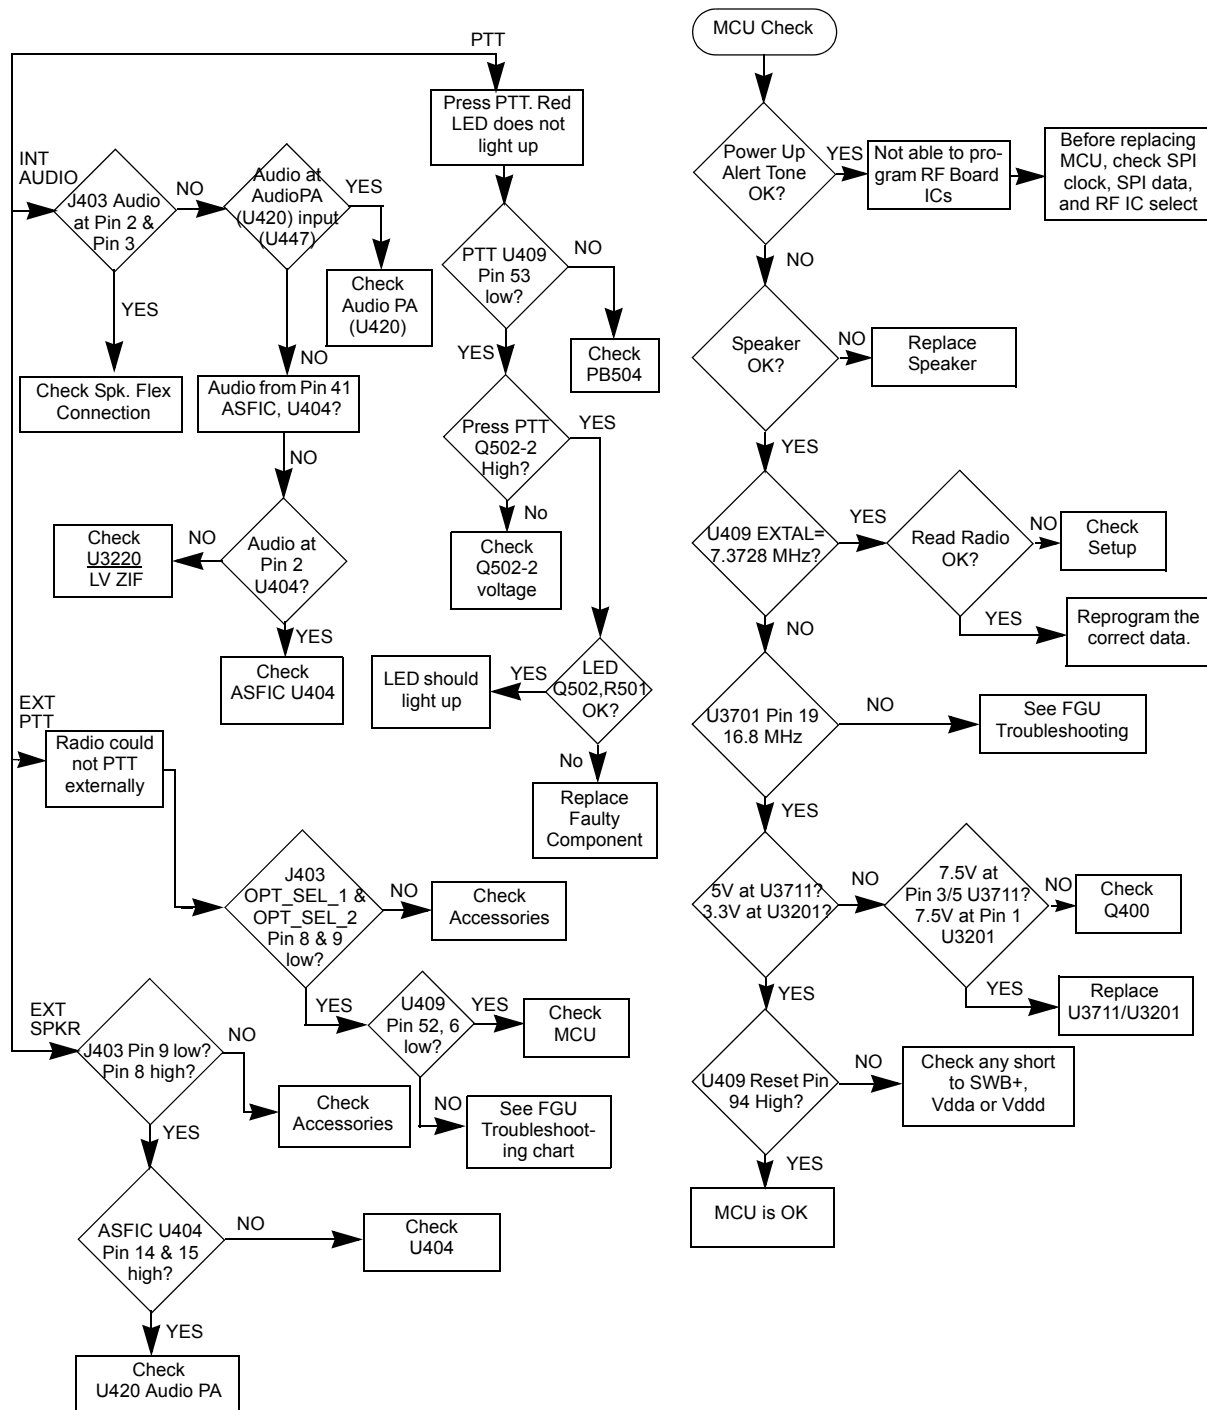 PTT
Press PTT. Red
LED does not
light up
INT
AUDIO
J403 Audio
at Pin 2 &
Pin 3
NO
Audio at
AudioPA
(U420) input
(U447)
YES
Check
Audio PA
(U420)
YES
Check Spk. Flex
Connection
NO
Audio from Pin 41
ASFIC, U404?
NO
Audio at
Pin 2
U404?
NO
Check
U3220
LV ZIF
YES
Check
ASFIC U404
PTT U409
Pin 53
low?
NO
Check
PB504
YES
Press PTT
Q502-2
High?
YES
No
Check
Q502-2
voltage
LED
Q502,R501
OK?
YES
LED should
light up
No
Replace
Faulty
Component
EXT
PTT
Radio could
not PTT
externally
J403
OPT_SEL_1 &
OPT_SEL_2
Pin 8 & 9
low?
NO
Check
Accessories
YES
U409
Pin 52, 6
low?
YES
Check
MCU
NO
See FGU
Troubleshoot-
ing chart
EXT
SPKR
J403 Pin 9 low?
Pin 8 high?
NO
Check
Accessories
YES
ASFIC U404
Pin 14 & 15
high?
NO
Check
U404
YES
Check
U420 Audio PA
MCU Check
Power Up
Alert Tone
OK?
YES
Not able to pro-
gram RF Board
ICs
Before replacing
MCU, check SPI
clock, SPI data,
and RF IC select
NO
Speaker
OK?
NO
Replace
Speaker
YES
U409 EXTAL=
7.3728 MHz?
YES
Read Radio
OK?
NO
Check
Setup
YES
Reprogram the
correct data.
NO
U3701 Pin 19
16.8 MHz
NO
See FGU
Troubleshooting
YES
5V at U3711?
3.3V at U3201?
NO
7.5V at
Pin 3/5 U3711?
7.5V at Pin 1
U3201
NO
Check
Q400
YES
Replace
U3711/U3201
YES
U409 Reset Pin
94 High?
NO
Check any short
to SWB+,
Vdda or Vddd
YES
MCU is OK